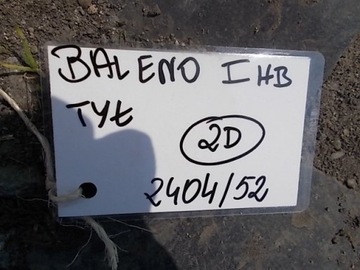 BALENO I HB
TYŁ
2D
2404/52